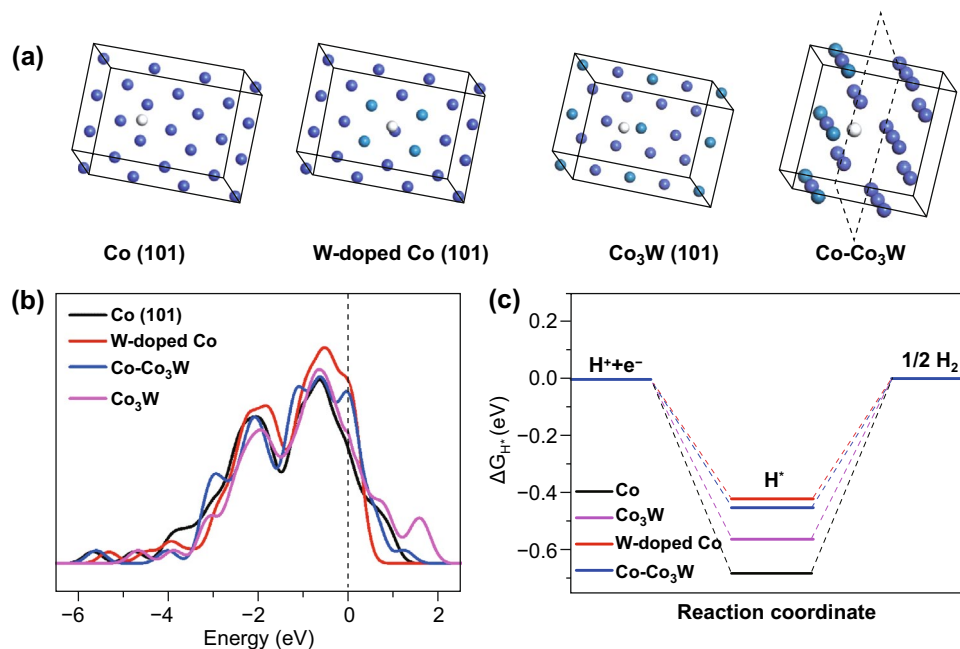 (a)
Co (101)
W-doped Co (101)
Co₃W (101)
Co-Co₃W
(b)
Co (101)
W-doped Co
Co-Co₃W
Co₃W
−6
−4
−2
0
2
Energy (eV)
(c)
0.2
0.0
−0.2
−0.4
−0.6
ΔG_H* (eV)
H⁺+e⁻
H*
1/2 H₂
Co
Co₃W
W-doped Co
Co-Co₃W
Reaction coordinate